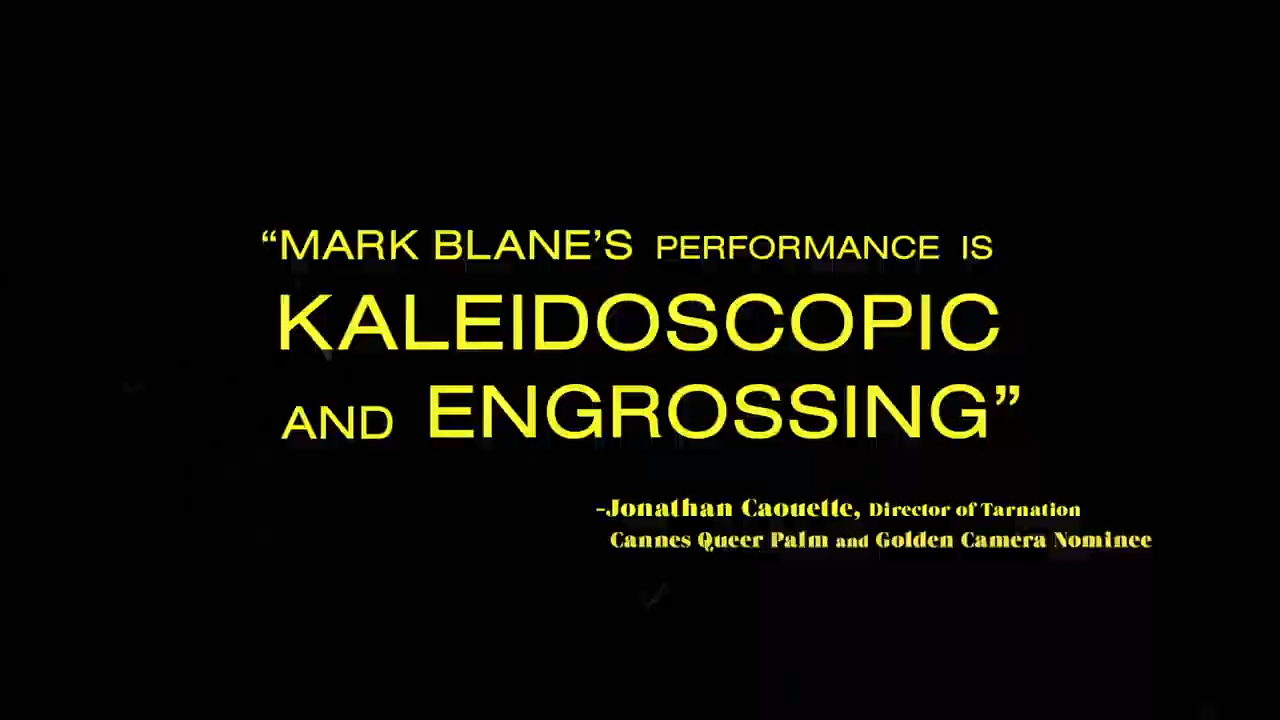 “MARK BLANE’S PERFORMANCE IS
KALEIDOSCOPIC
AND ENGROSSING”
-Jonathan Caouette, Director of Tarnation
Cannes Queer Palm and Golden Camera Nominee